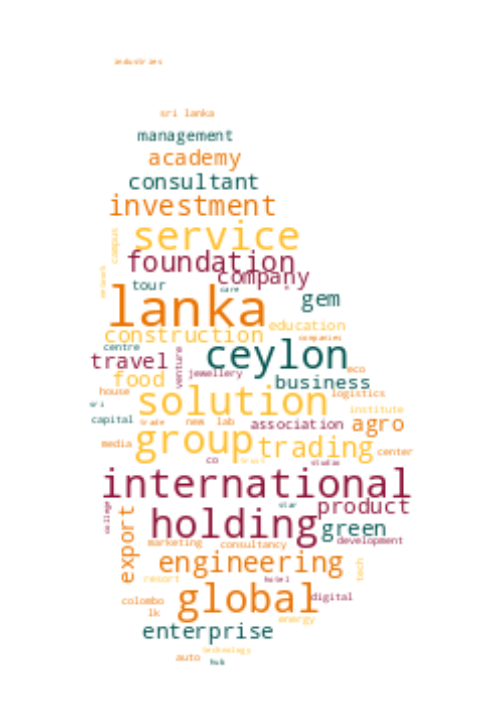 industries
sri lanka
management
academy
consultant
investment
service
campus
foundation
company
network
tour
care
lanka
gem
construction
education
companies
centre
ceylon
travel
venture
jewellery
eco
food
business
house
solution
logistics
sri
institute
capital
trade
new
lab
association
agro
media
group
trading
center
co
trust
studio
international
holding
star
product
college
export
green
marketing
consultancy
development
engineering
tech
resort
hotel
global
colombo
digital
lk
energy
enterprise
technology
auto
hub